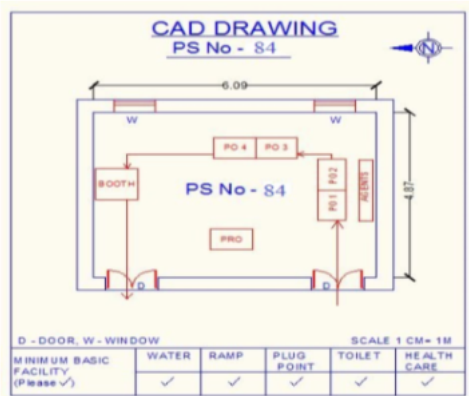 CAD DRAWING
PS No - 84
N
6.09
W
W
PO 4
PO 3
BOOTH
PS No - 84
PO 1
PO 2
AGENTS
4.87
PRO
D
D
D - DOOR, W - WINDOW
SCALE 1 CM= 1M
MINIMUM BASIC FACILITY (Please ✓)
WATER
RAMP
PLUG POINT
TOILET
HEALTH CARE
✓ ✓ ✓ ✓ ✓